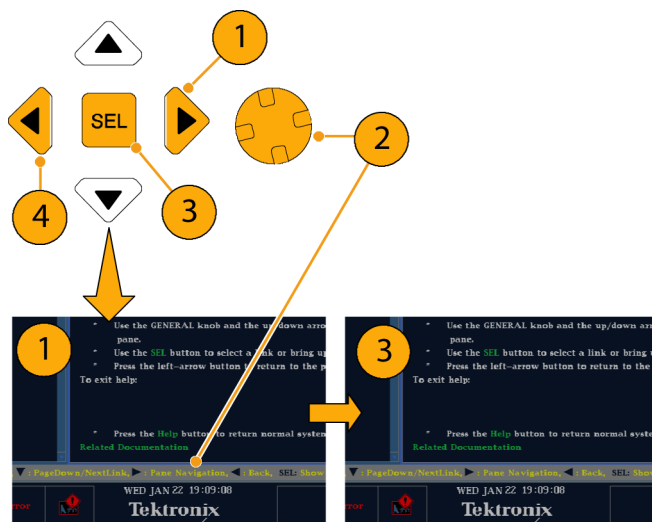 1
SEL
2
4
3
1
" Use the GENERAL knob and the up/down arro
pane.
" Use the SEL button to select a link or bring up
" Press the left-arrow button to return to the p
To exit help:
" Press the Help button to return normal system
Related Documentation
▼: PageDown/NextLink, ►: Pane Navigation, ◄: Back, SEL: Show
rror
WED JAN 22 19:09:08
Tektronix
3
" Use the GENERAL knob and the up/down arr
pane.
" Use the SEL button to select a link or bring
" Press the left-arrow button to return to the
To exit help:
" Press the Help button to return normal syste
Related Documentation
▼: PageDown/NextLink, ►: Pane Navigation, ◄: Back, SEL: Show
error
WED JAN 22 19:09:08
Tektronix